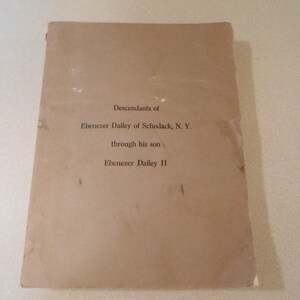 Descendants of
Ebenezer Dailey of Schodack, N. Y.
through his son
Ebenezer Dailey II